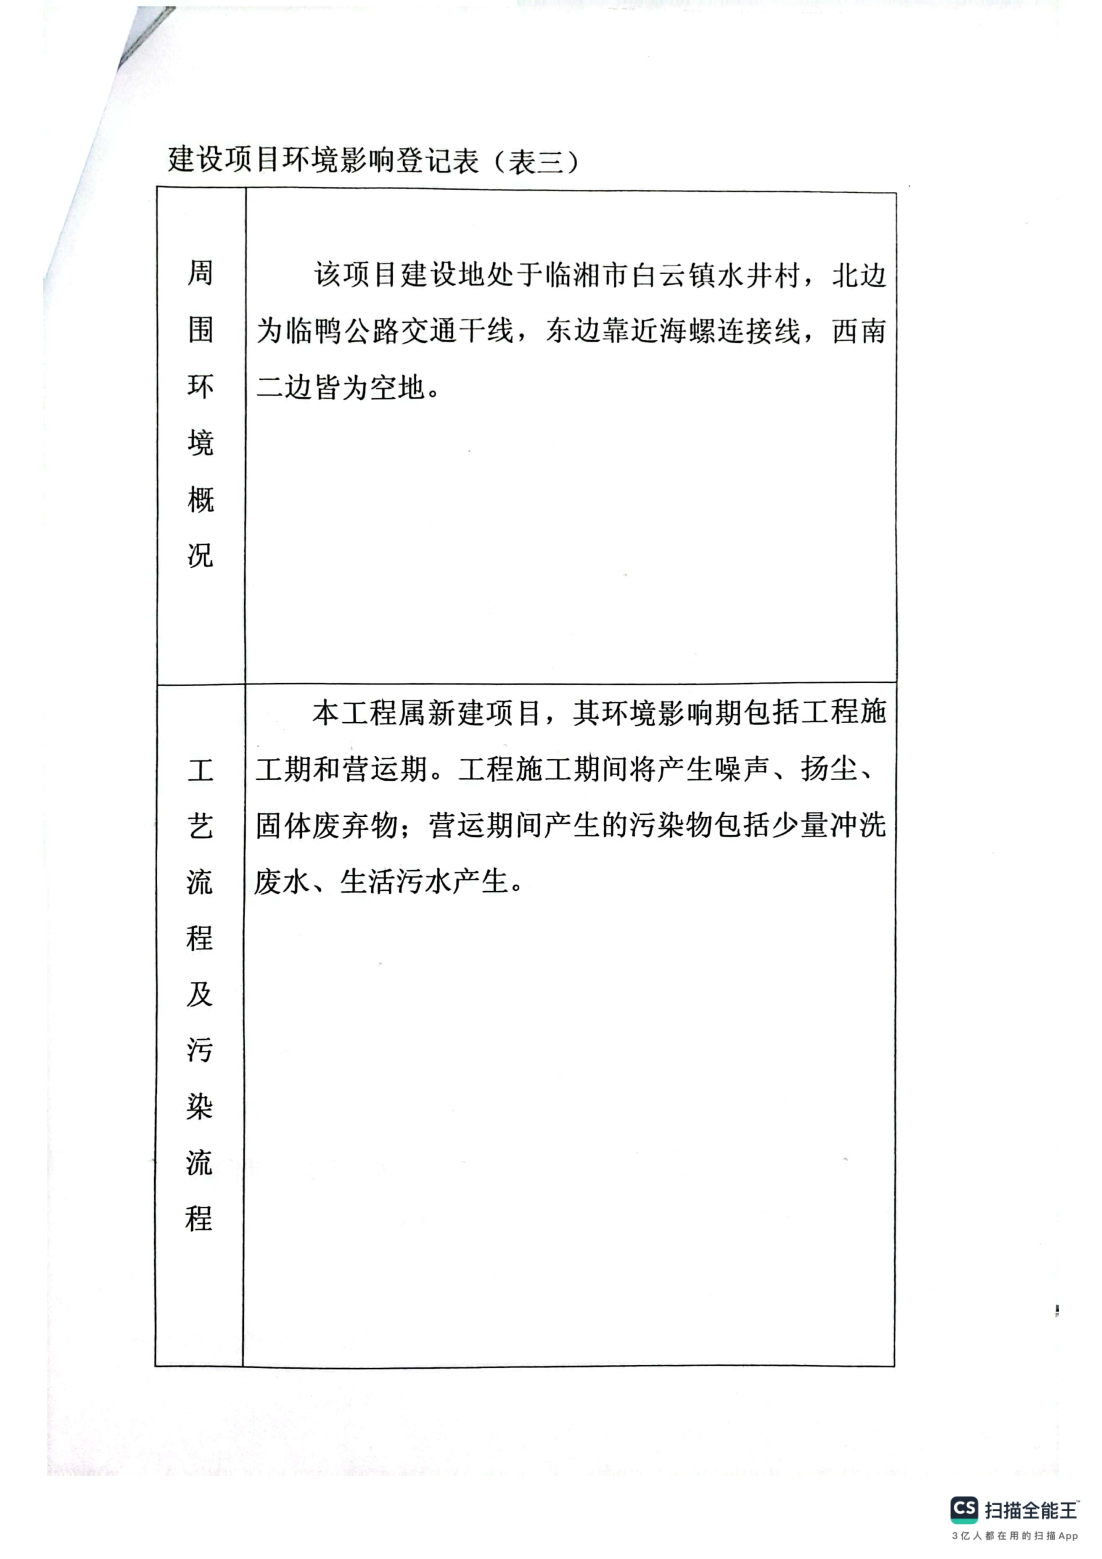 建设项目环境影响登记表（表三）
周围环境概况
该项目建设地处于临湘市白云镇水井村，北边
为临鸭公路交通干线，东边靠近海螺连接线，西南
二边皆为空地。
工艺流程及污染流程
本工程属新建项目，其环境影响期包括工程施
工期和营运期。工程施工期间将产生噪声、扬尘、
固体废弃物；营运期间产生的污染物包括少量冲洗
废水、生活污水产生。
CS 扫描全能王
3亿人都在用的扫描App